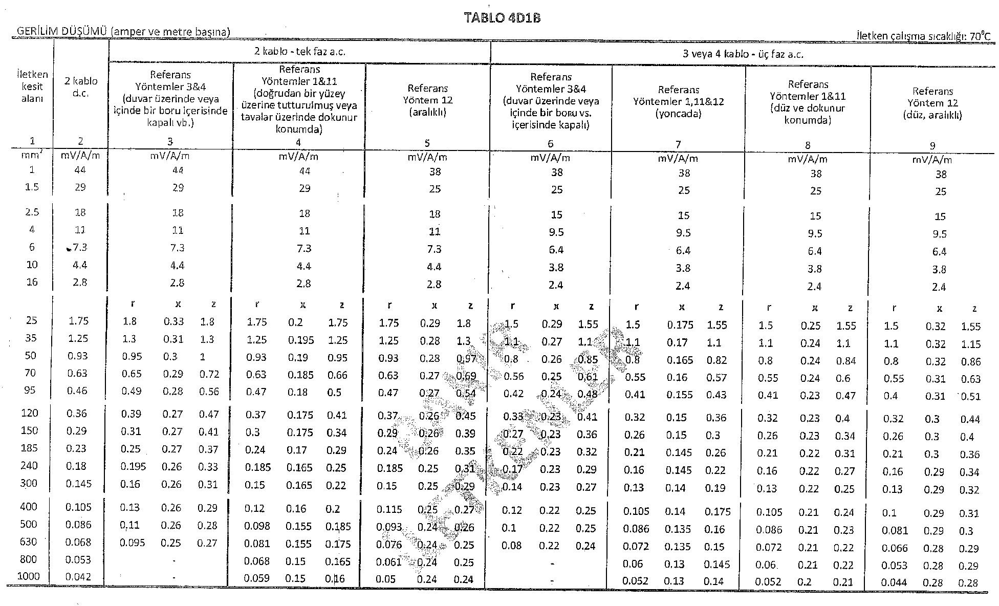 TABLO 4D1B
GERİLİM DÜŞÜMÜ (amper ve metre başına)
İletken çalışma sıcaklığı: 70⁰C
2 kablo - tek faz a.c.
3 veya 4 kablo - üç faz a.c.
İletken
kesit
alanı
2 kablo
d.c.
Referans
Yöntemler 3&4
(duvar üzerinde veya
içinde bir boru içerisinde
kapalı vb.)
Referans
Yöntemler 1&11
(doğrudan bir yüzey
üzerine tutturulmuş veya
tavalar üzerinde dokunur
konumda)
Referans
Yöntem 12
(aralıklı)
Referans
Yöntemler 3&4
(duvar üzerinde veya
içinde bir boru vs.
içerisinde kapalı)
Referans
Yöntemler 1,11&12
(yoncada)
Referans
Yöntemler 1&11
(düz ve dokunur
konumda)
Referans
Yöntem 12
(düz, aralıklı)
1 2 3 4 5 6 7 8 9
mm² mV/A/m mV/A/m mV/A/m mV/A/m mV/A/m mV/A/m mV/A/m mV/A/m
1 44 44 44 38 38 38 38 38
1.5 29 29 29 25 25 25 25 25
2.5 18 18 18 18 15 15 15 15
4 11 11 11 11 9.5 9.5 9.5 9.5
6 7.3 7.3 7.3 7.3 6.4 6.4 6.4 6.4
10 4.4 4.4 4.4 4.4 3.8 3.8 3.8 3.8
16 2.8 2.8 2.8 2.8 2.4 2.4 2.4 2.4
r x z r x z r x z r x z r x z r x z r x z
25 1.75 1.8 0.33 1.8 1.75 0.2 1.75 1.75 0.29 1.8 1.5 0.29 1.55 1.5 0.175 1.55 1.5 0.25 1.55 1.5 0.32 1.55
35 1.25 1.3 0.31 1.3 1.25 0.195 1.25 1.25 0.28 1.3 1.1 0.27 1.1 1.1 0.17 1.1 1.1 0.24 1.1 1.1 0.32 1.15
50 0.93 0.95 0.3 1 0.93 0.19 0.95 0.93 0.28 0.97 0.8 0.26 0.85 0.8 0.165 0.82 0.8 0.24 0.84 0.8 0.32 0.86
70 0.63 0.65 0.29 0.72 0.63 0.185 0.66 0.63 0.27 0.69 0.56 0.25 0.61 0.55 0.16 0.57 0.55 0.24 0.6 0.55 0.31 0.63
95 0.46 0.49 0.28 0.56 0.47 0.18 0.5 0.47 0.27 0.54 0.42 0.24 0.48 0.41 0.155 0.43 0.41 0.23 0.47 0.4 0.31 0.51
120 0.36 0.39 0.27 0.47 0.37 0.175 0.41 0.37 0.26 0.45 0.33 0.23 0.41 0.32 0.15 0.36 0.32 0.23 0.4 0.32 0.3 0.44
150 0.29 0.31 0.27 0.41 0.3 0.175 0.34 0.29 0.26 0.39 0.27 0.23 0.36 0.26 0.15 0.3 0.26 0.23 0.34 0.26 0.3 0.4
185 0.23 0.25 0.27 0.37 0.24 0.17 0.29 0.24 0.26 0.35 0.22 0.23 0.32 0.21 0.145 0.26 0.21 0.22 0.31 0.21 0.3 0.36
240 0.18 0.195 0.26 0.33 0.185 0.165 0.25 0.185 0.25 0.31 0.17 0.23 0.29 0.16 0.145 0.22 0.16 0.22 0.27 0.16 0.29 0.34
300 0.145 0.16 0.26 0.31 0.15 0.165 0.22 0.15 0.25 0.29 0.14 0.23 0.27 0.13 0.14 0.19 0.13 0.22 0.25 0.13 0.29 0.32
400 0.105 0.13 0.26 0.29 0.12 0.16 0.2 0.115 0.25 0.27 0.12 0.22 0.25 0.105 0.14 0.175 0.105 0.21 0.24 0.1 0.29 0.31
500 0.086 0.11 0.26 0.28 0.098 0.155 0.185 0.093 0.24 0.26 0.1 0.22 0.25 0.086 0.135 0.16 0.086 0.21 0.23 0.081 0.29 0.3
630 0.068 0.095 0.25 0.27 0.081 0.155 0.175 0.076 0.24 0.25 0.08 0.22 0.24 0.072 0.135 0.15 0.072 0.21 0.22 0.066 0.28 0.29
800 0.053 - 0.068 0.15 0.165 0.061 0.24 0.25 - 0.06 0.13 0.145 0.06 0.21 0.22 0.053 0.28 0.29
1000 0.042 - 0.059 0.15 0.16 0.05 0.24 0.24 - 0.052 0.13 0.14 0.052 0.2 0.21 0.044 0.28 0.28